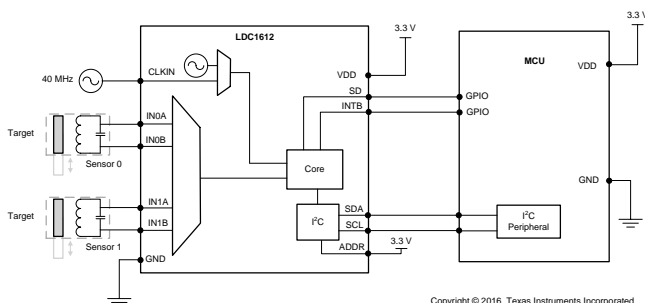 3.3 V
3.3 V
LDC1612
MCU
40 MHz
CLKIN
VDD
VDD
SD
GPIO
INTB
GPIO
IN0A
Target
IN0B
Sensor 0
Core
GND
IN1A
Target
IN1B
Sensor 1
I²C
SDA
SCL
I²C
Peripheral
ADDR
3.3 V
GND
Copyright © 2016, Texas Instruments Incorporated